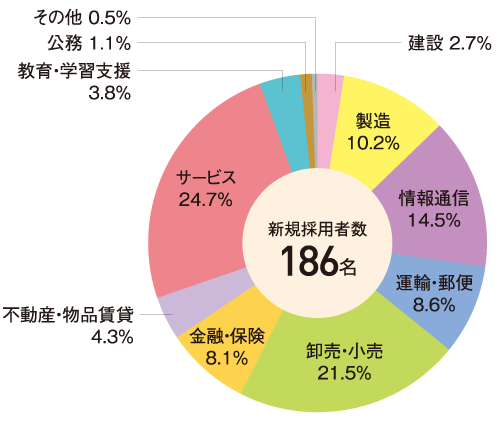 その他 0.5%
公務 1.1%
教育・学習支援
3.8%
建設 2.7%
製造
10.2%
情報通信
14.5%
運輸・郵便
8.6%
卸売・小売
21.5%
金融・保険
8.1%
不動産・物品賃貸
4.3%
サービス
24.7%
新規採用者数
186名